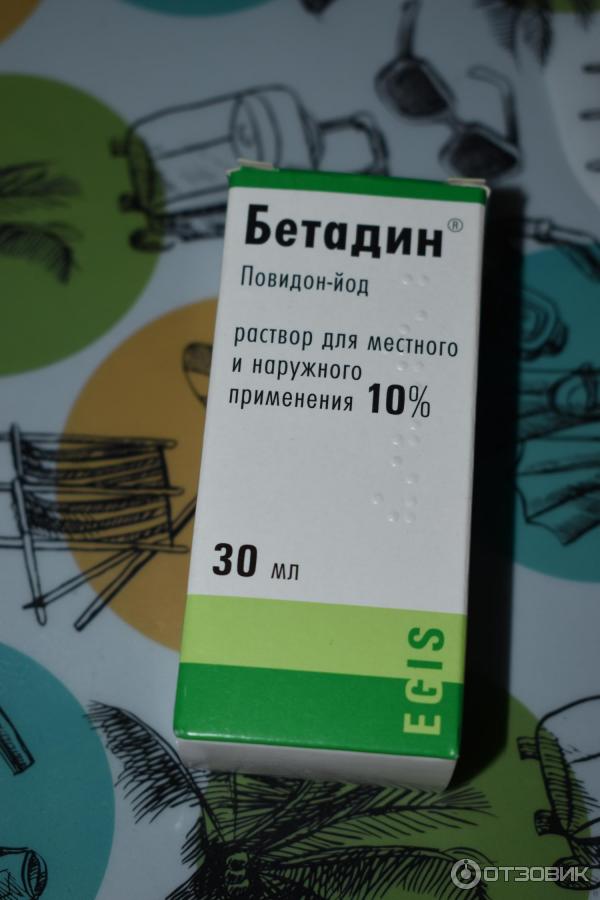 Бетадин®
Повидон-йод
раствор для местного
и наружного
применения 10%
30 мл
EGIS
ОТЗОВИК